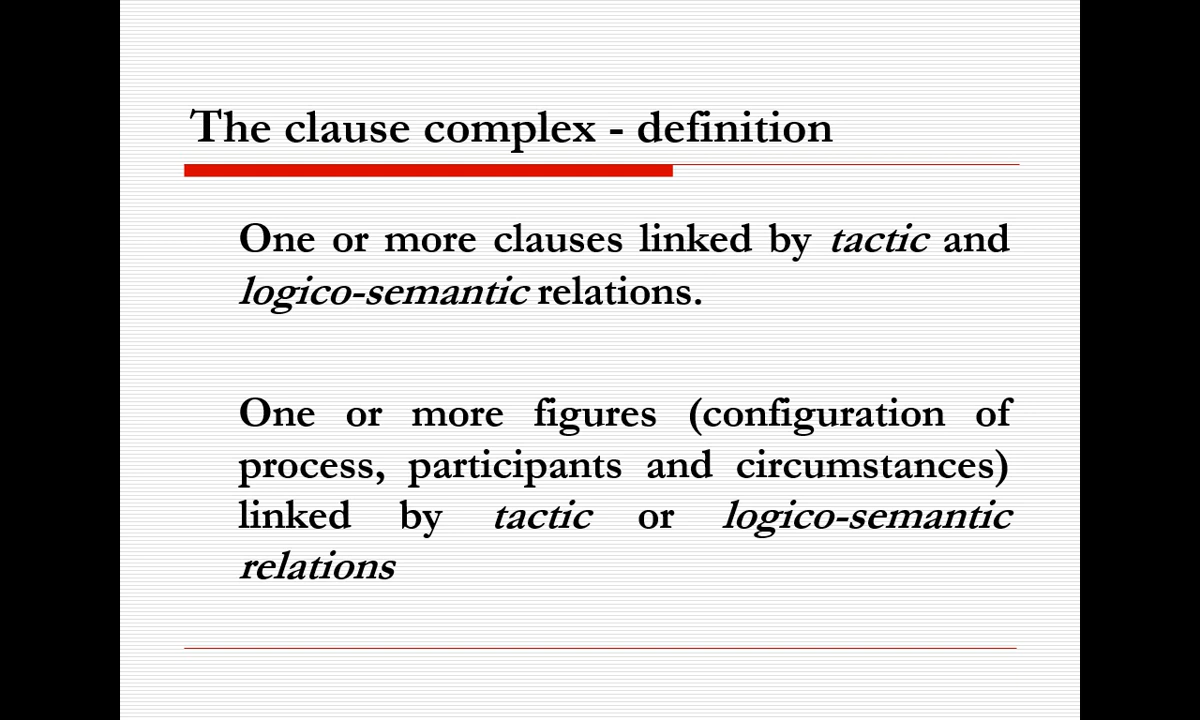 The clause complex - definition
One or more clauses linked by tactic and
logico-semantic relations.
One or more figures (configuration of
process, participants and circumstances)
linked by tactic or logico-semantic
relations